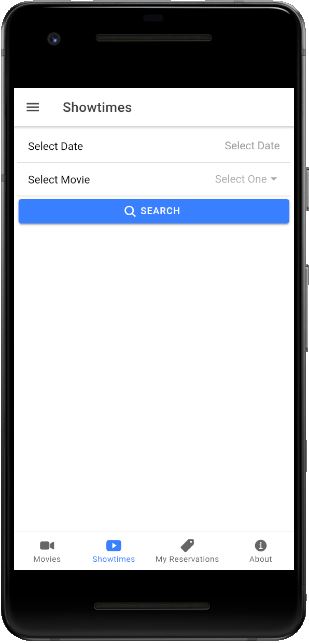 Showtimes
Select Date Select Date
Select Movie Select One
SEARCH
Movies Showtimes My Reservations About